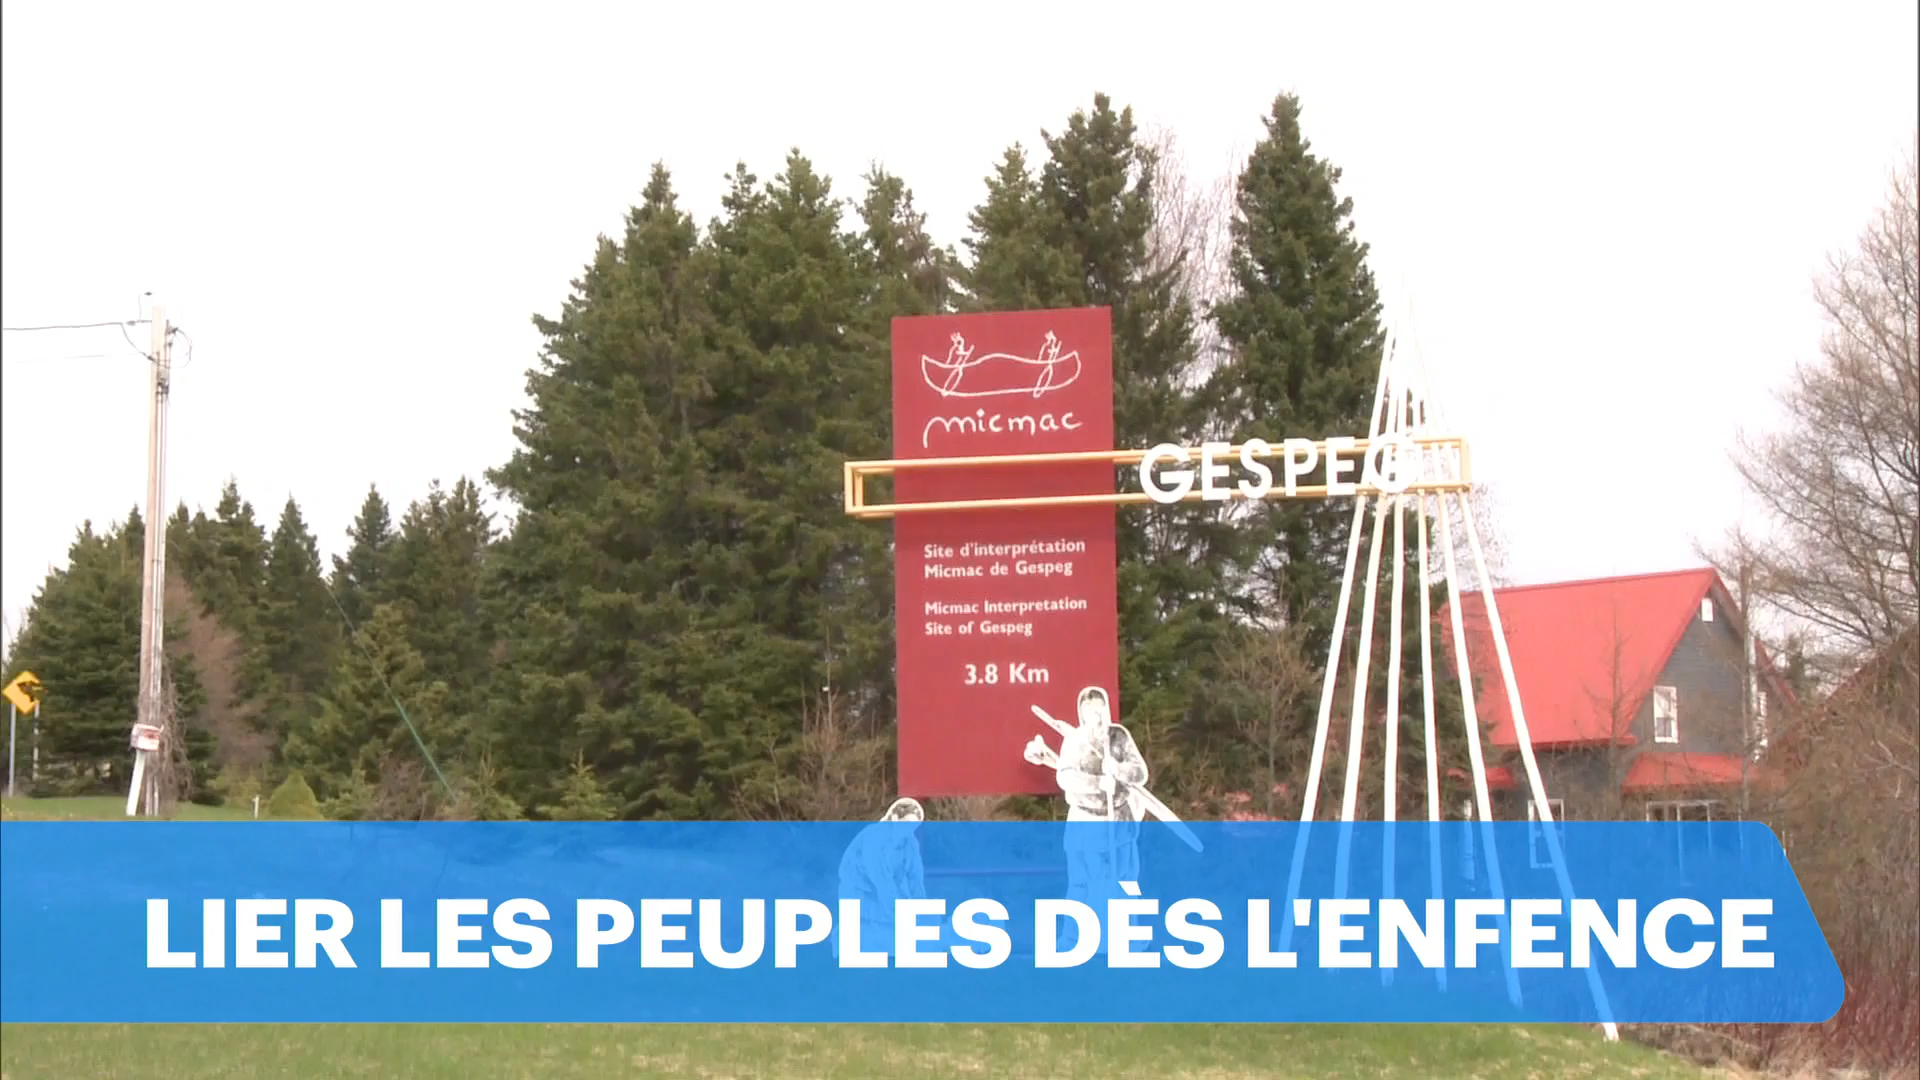 micmac
GESPEG
Site d'interprétation
Micmac de Gespeg
Micmac Interpretation
Site of Gespeg
3.8 Km
LIER LES PEUPLES DÈS L'ENFENCE